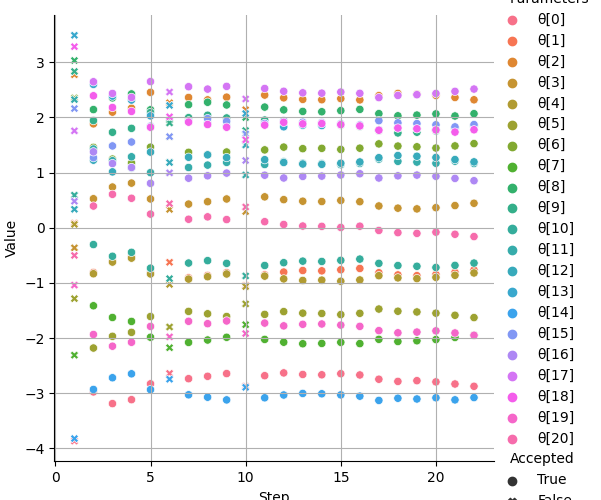 Parameters
θ[0]
θ[1]
θ[2]
θ[3]
θ[4]
θ[5]
θ[6]
θ[7]
θ[8]
θ[9]
θ[10]
θ[11]
θ[12]
θ[13]
θ[14]
θ[15]
θ[16]
θ[17]
θ[18]
θ[19]
θ[20]
Accepted
True
False
Value
3
2
1
0
−1
−2
−3
−4
0
5
10
15
20
Step